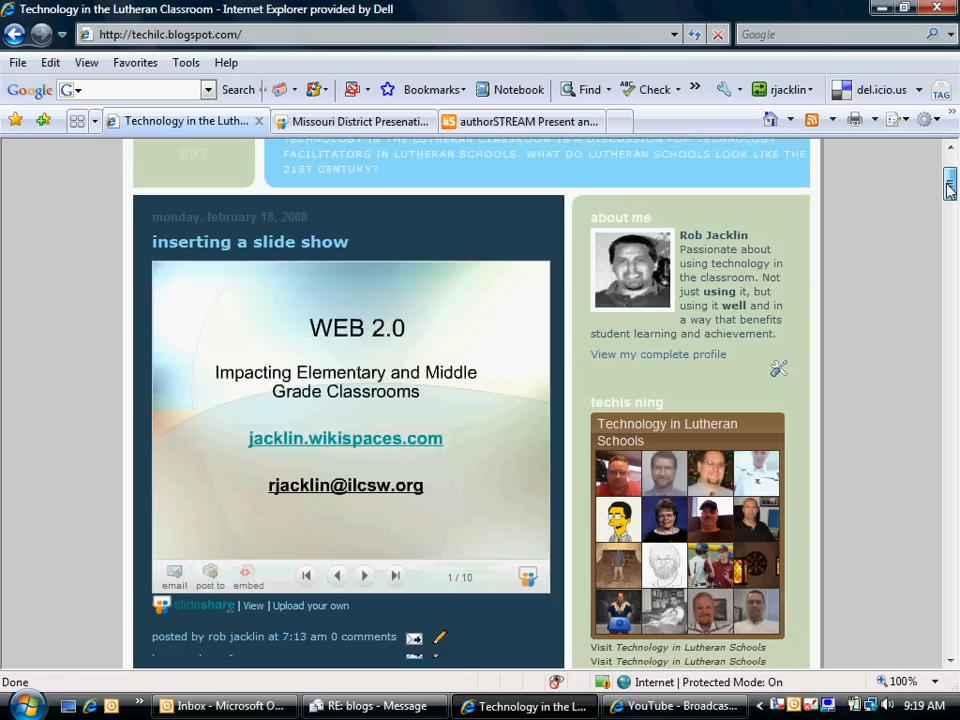 Technology in the Lutheran Classroom - Internet Explorer provided by Dell
http://techilc.blogspot.com/
Google
File Edit View Favorites Tools Help
Google G Search Bookmarks Notebook Find Check rjacklin del.icio.us TAG
Technology in the Luth... Missouri District Presenati... authorSTREAM Present an...
897
TECHNOLOGY IN THE LUTHERAN CLASSROOM IS A DISCUSSION FOR TECHNOLOGY
FACILITATORS IN LUTHERAN SCHOOLS. WHAT DO LUTHERAN SCHOOLS LOOK LIKE THE
21ST CENTURY?
monday, february 18, 2008
inserting a slide show
WEB 2.0
Impacting Elementary and Middle
Grade Classrooms
jacklin.wikispaces.com
rjacklin@ilcsw.org
email post to embed 1 / 10
slideshare | View | Upload your own
posted by rob jacklin at 7:13 am 0 comments
about me
Rob Jacklin
Passionate about
using technology in
the classroom. Not
just using it, but
using it well and in
a way that benefits
student learning and achievement.
View my complete profile
techls ning
Technology in Lutheran
Schools
Visit Technology in Lutheran Schools
Visit Technology in Lutheran Schools
Done Internet | Protected Mode: On 100%
Inbox - Microsoft O... RE: blogs - Message Technology in the L... YouTube - Broadcas... 9:19 AM